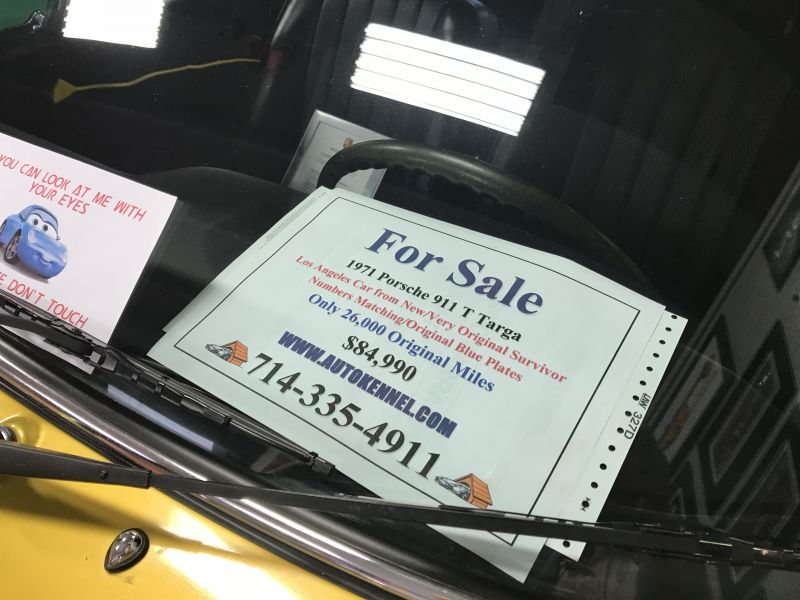 YOU CAN LOOK AT ME WITH
YOUR EYES
DON'T TOUCH
For Sale
1971 Porsche 911 T Targa
Los Angeles Car from New/Very Original Survivor
Numbers Matching/Original Blue Plates
Only 26,000 Original Miles
$84,990
WWW.AUTOKENNEL.COM
714-335-4911
327D